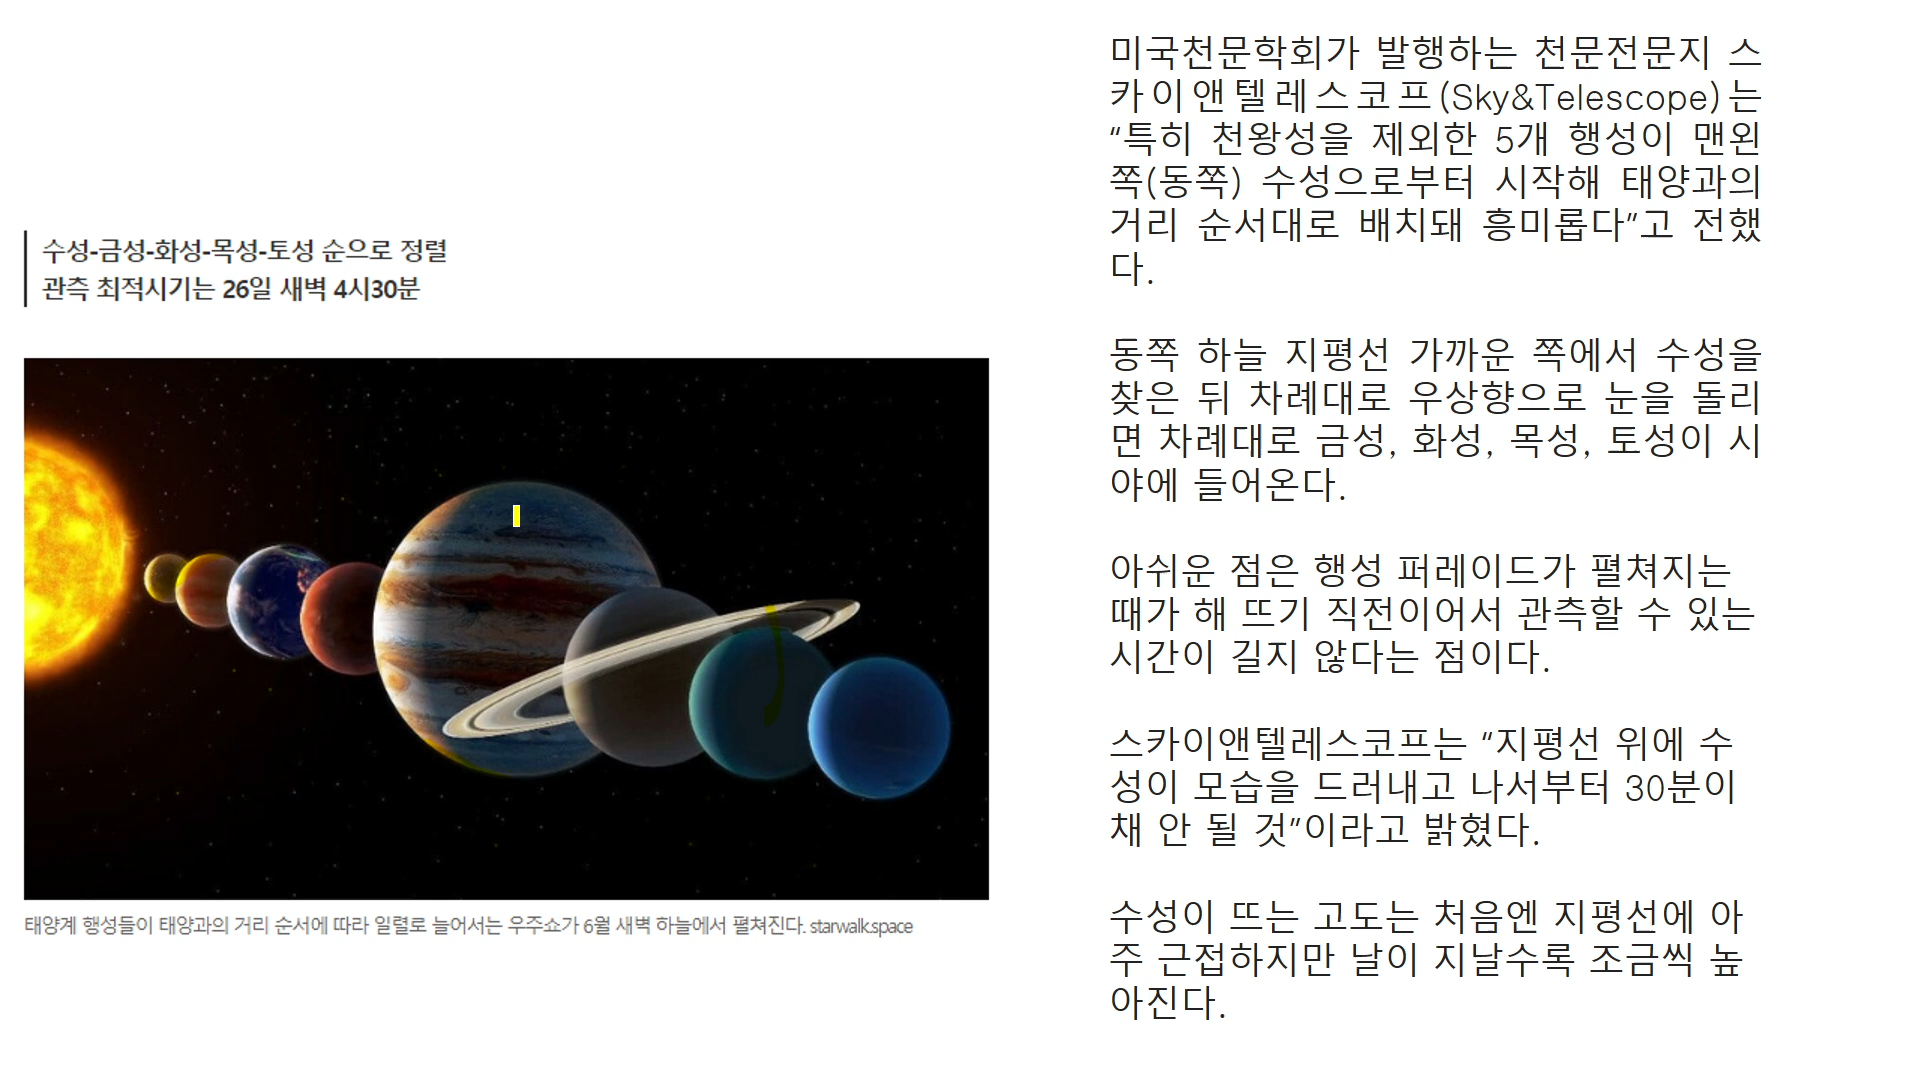 수성-금성-화성-목성-토성 순으로 정렬
관측 최적시기는 26일 새벽 4시30분
태양계 행성들이 태양과의 거리 순서에 따라 일렬로 늘어서는 우주쇼가 6월 새벽 하늘에서 펼쳐진다. starwalk.space
미국천문학회가 발행하는 천문전문지 스
카이앤텔레스코프(Sky&Telescope)는
“특히 천왕성을 제외한 5개 행성이 맨왼
쪽(동쪽) 수성으로부터 시작해 태양과의
거리 순서대로 배치돼 흥미롭다”고 전했
다.
동쪽 하늘 지평선 가까운 쪽에서 수성을
찾은 뒤 차례대로 우상향으로 눈을 돌리
면 차례대로 금성, 화성, 목성, 토성이 시
야에 들어온다.
아쉬운 점은 행성 퍼레이드가 펼쳐지는
때가 해 뜨기 직전이어서 관측할 수 있는
시간이 길지 않다는 점이다.
스카이앤텔레스코프는 “지평선 위에 수
성이 모습을 드러내고 나서부터 30분이
채 안 될 것”이라고 밝혔다.
수성이 뜨는 고도는 처음엔 지평선에 아
주 근접하지만 날이 지날수록 조금씩 높
아진다.